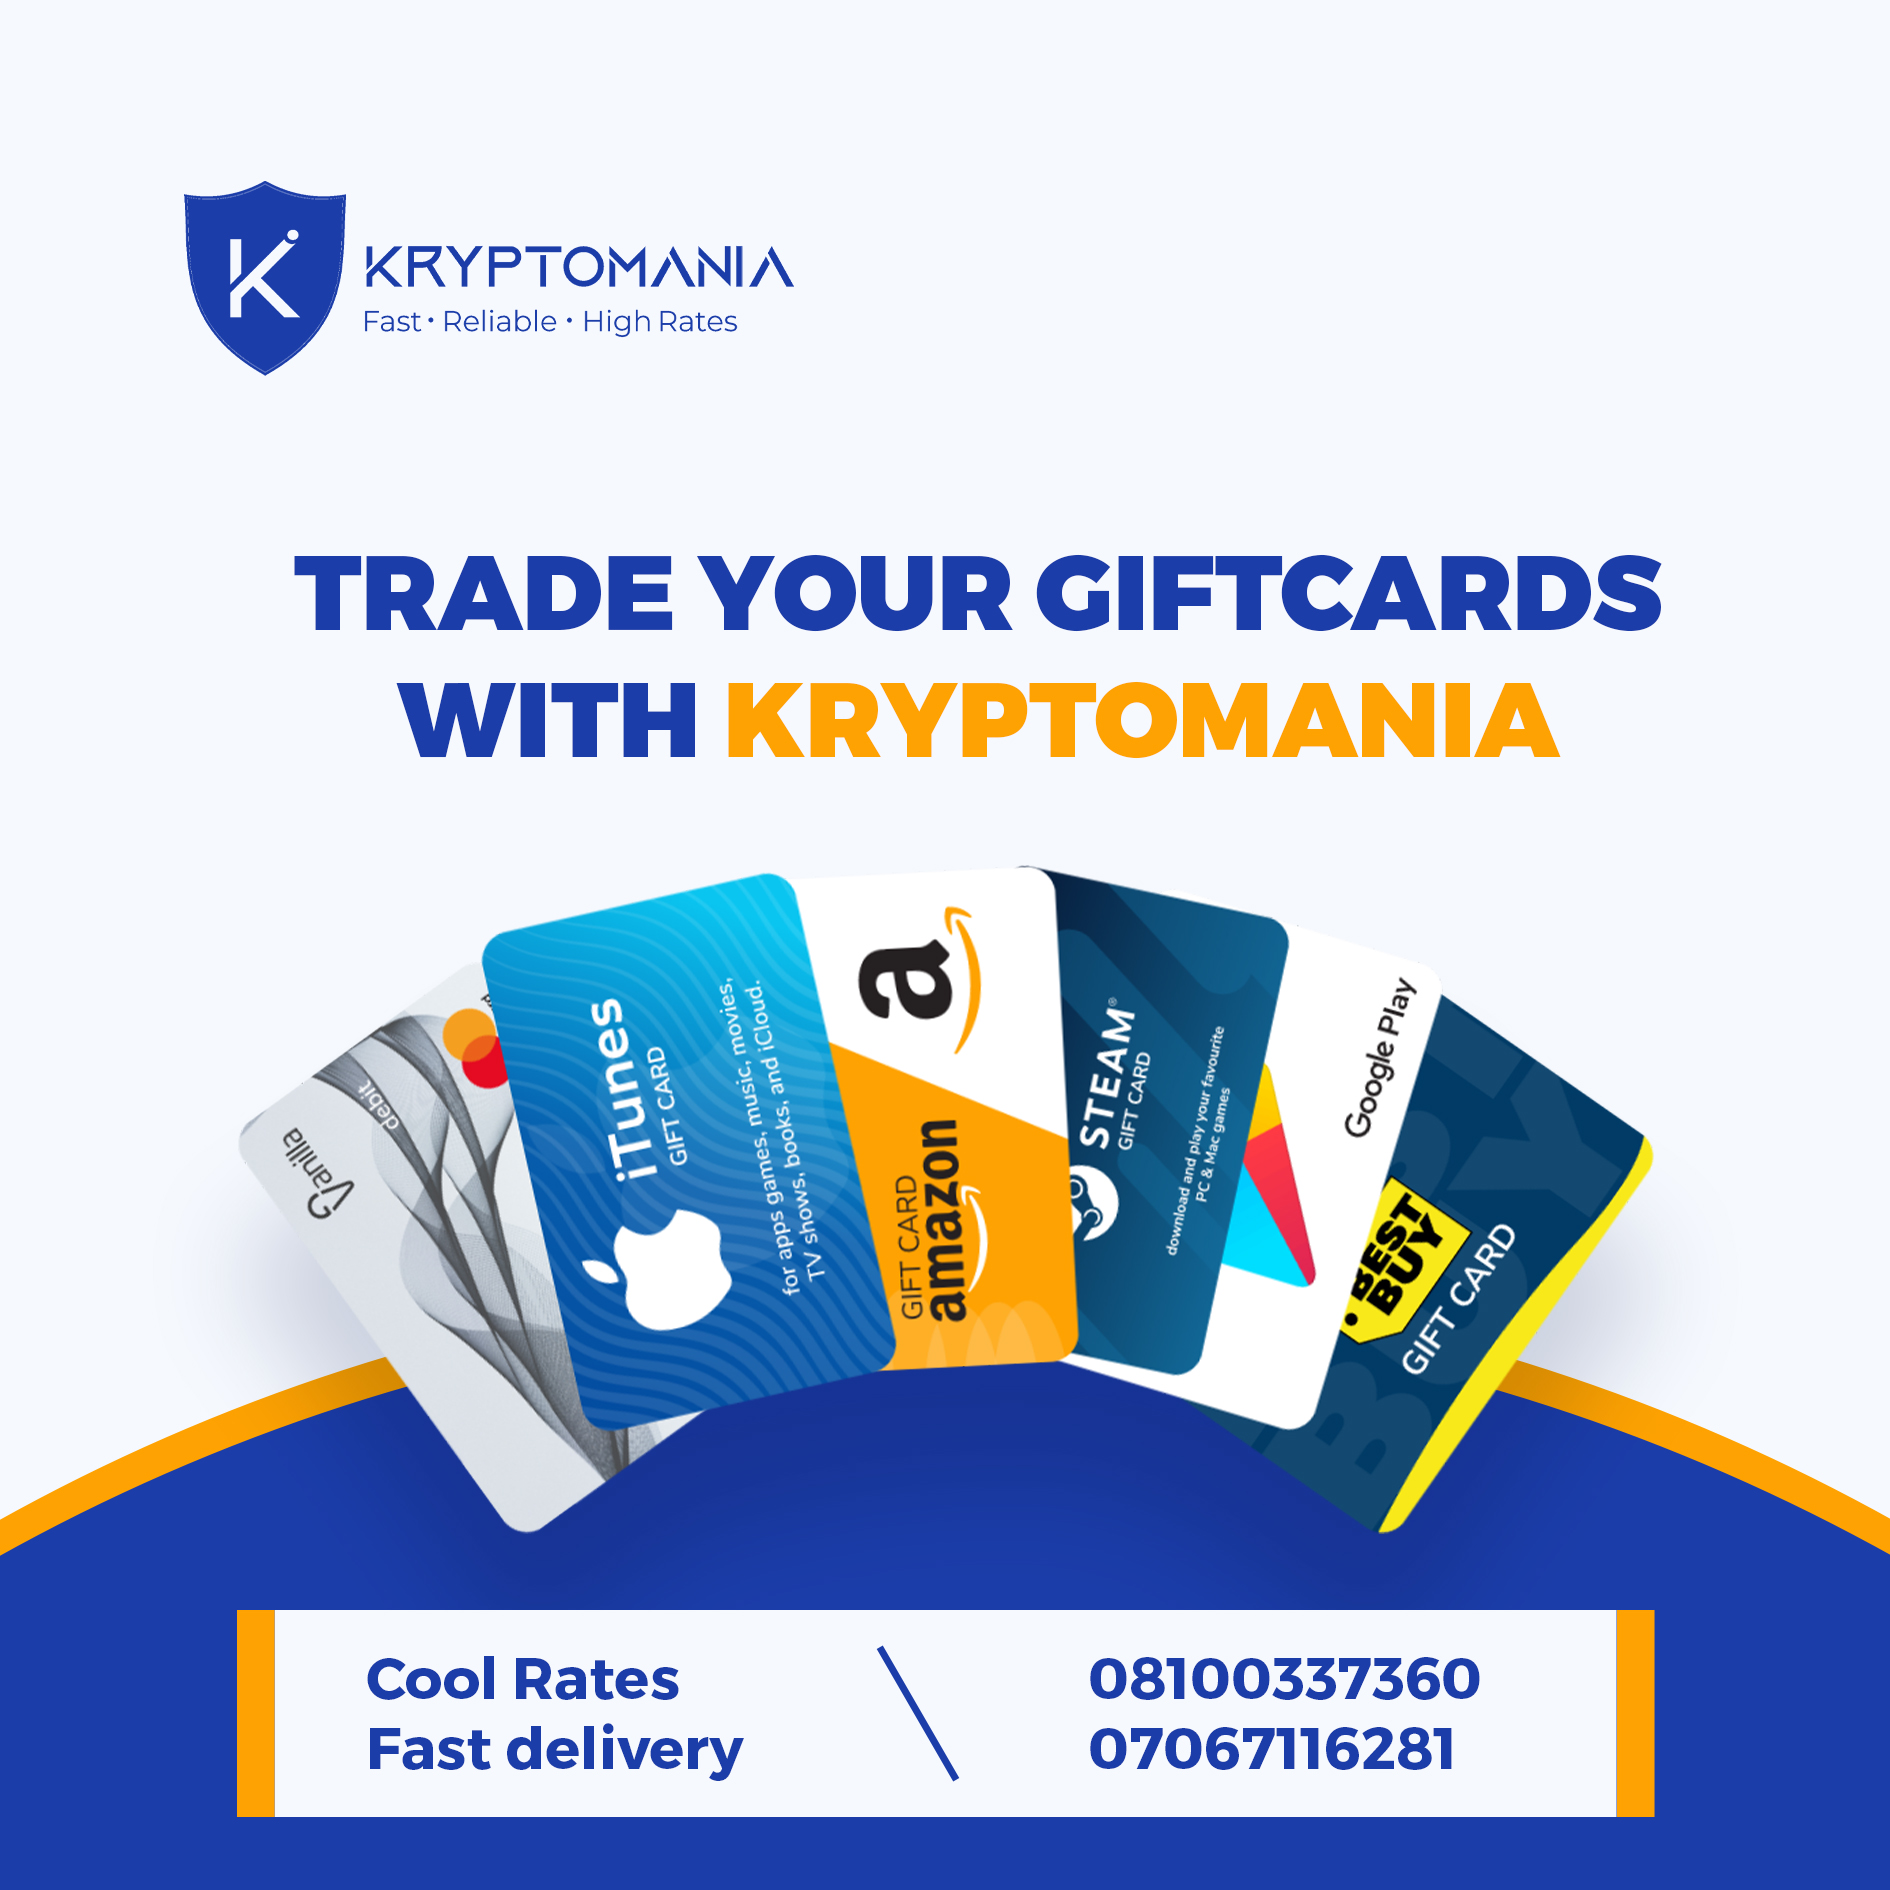 K
KRYPTOMANIA
Fast • Reliable • High Rates
TRADE YOUR GIFTCARDS
WITH KRYPTOMANIA
Vanilla
debit
iTunes
GIFT CARD
for apps games, music, movies,
TV shows, books, and iCloud.
a
GIFT CARD
amazon
STEAM®
GIFT CARD
download and play your favourite
PC & Mac games
Google Play
BEST
BUY
GIFT CARD
Cool Rates
Fast delivery
08100337360
07067116281